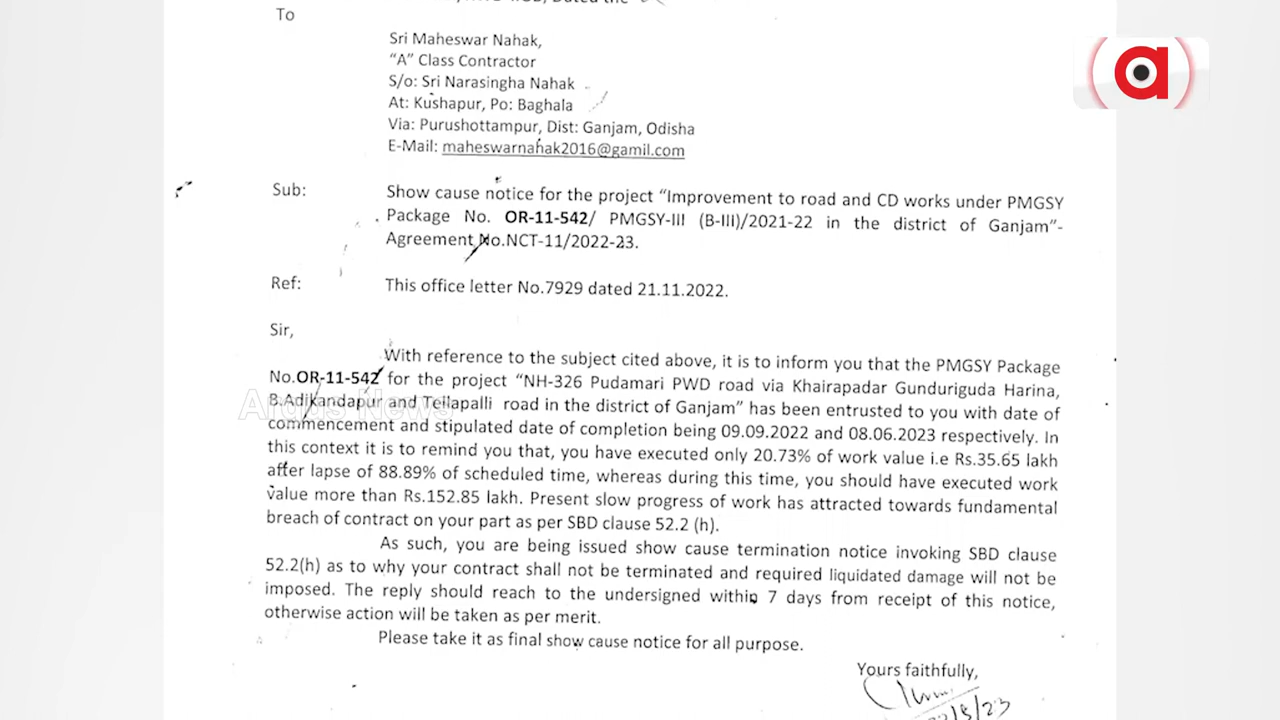 Dated the
To
Sri Maheswar Nahak,
“A” Class Contractor
S/o: Sri Narasingha Nahak
At: Kushapur, Po: Baghala
Via: Purushottampur, Dist: Ganjam, Odisha
E-Mail: maheswarnahak2016@gamil.com
a
Sub: Show cause notice for the project “Improvement to road and CD works under PMGSY
Package No. OR-11-542/ PMGSY-III (B-III)/2021-22 in the district of Ganjam”-
Agreement No.NCT-11/2022-23.
Ref: This office letter No.7929 dated 21.11.2022.
Sir,
With reference to the subject cited above, it is to inform you that the PMGSY Package
No.OR-11-542 for the project “NH-326 Pudamari PWD road via Khairapadar Gunduriguda Harina,
B.Adikandapur and Teilapalli road in the district of Ganjam” has been entrusted to you with date of
Argus News
commencement and stipulated date of completion being 09.09.2022 and 08.06.2023 respectively. In
this context it is to remind you that, you have executed only 20.73% of work value i.e Rs.35.65 lakh
after lapse of 88.89% of scheduled time, whereas during this time, you should have executed work
value more than Rs.152.85 lakh. Present slow progress of work has attracted towards fundamental
breach of contract on your part as per SBD clause 52.2 (h).
As such, you are being issued show cause termination notice invoking SBD clause
52.2(h) as to why your contract shall not be terminated and required liquidated damage will not be
imposed. The reply should reach to the undersigned within 7 days from receipt of this notice,
otherwise action will be taken as per merit.
Please take it as final show cause notice for all purpose.
Yours faithfully,